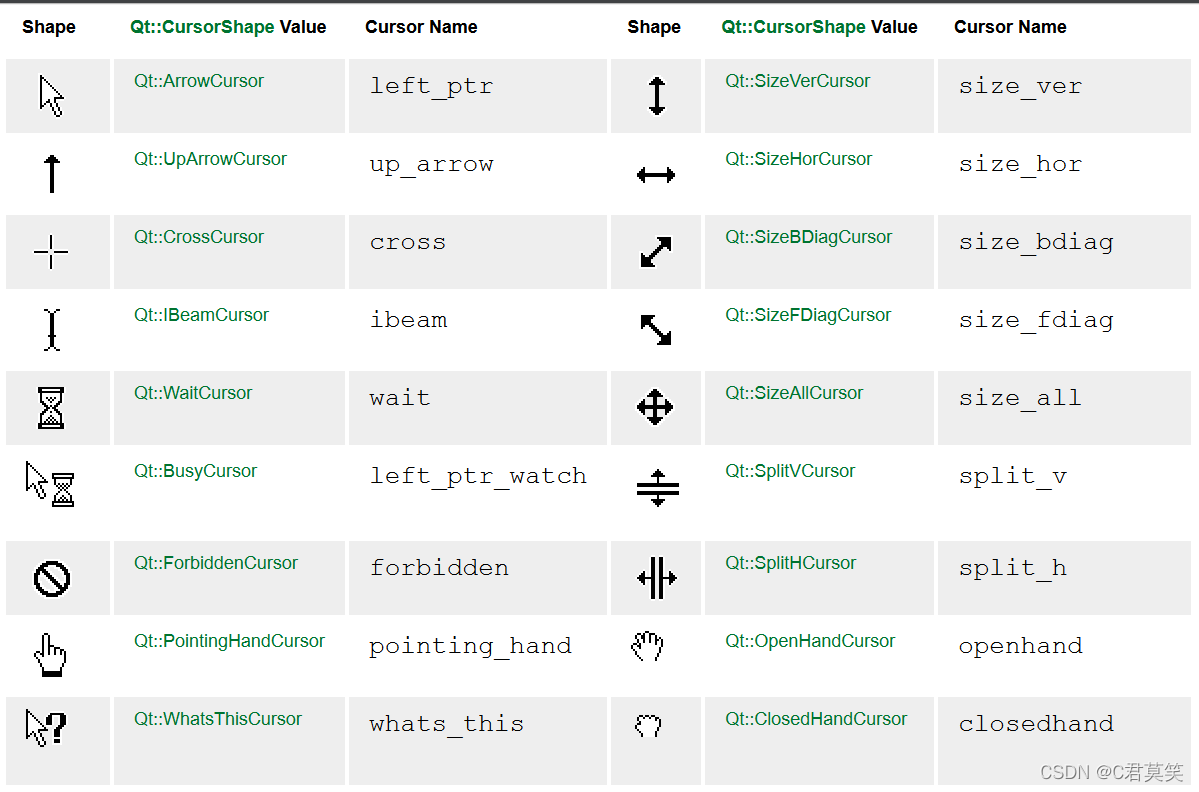 Shape Qt::CursorShape Value Cursor Name Shape Qt::CursorShape Value Cursor Name
Qt::ArrowCursor left_ptr Qt::SizeVerCursor size_ver
Qt::UpArrowCursor up_arrow Qt::SizeHorCursor size_hor
Qt::CrossCursor cross Qt::SizeBDiagCursor size_bdiag
Qt::IBeamCursor ibeam Qt::SizeFDiagCursor size_fdiag
Qt::WaitCursor wait Qt::SizeAllCursor size_all
Qt::BusyCursor left_ptr_watch Qt::SplitVCursor split_v
Qt::ForbiddenCursor forbidden Qt::SplitHCursor split_h
Qt::PointingHandCursor pointing_hand Qt::OpenHandCursor openhand
? Qt::WhatsThisCursor whats_this Qt::ClosedHandCursor closedhand
CSDN @C君莫笑